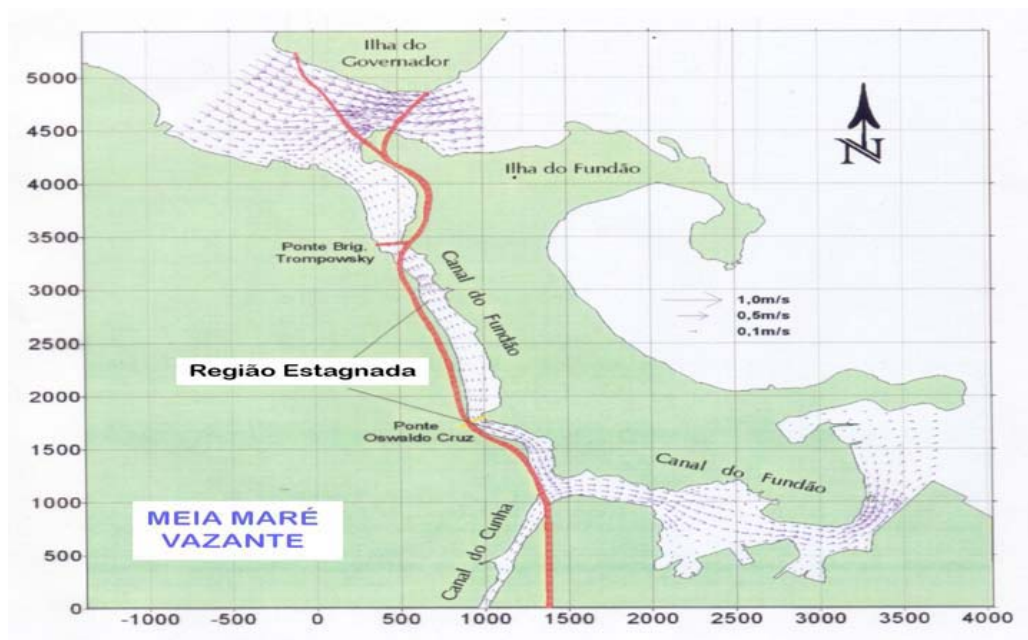 Ilha do
Governador
5000
4500
4000
3500
3000
2500
2000
1500
1000
500
0
N
Ilha do Fundão
Ponte Brig.
Trompowsky
Canal do Fundão
1,0m/s
0,5m/s
0,1m/s
Região Estagnada
Ponte
Oswaldo Cruz
Canal do Fundão
MEIA MARÉ
VAZANTE
Canal do Cunha
-1000 -500 0 500 1000 1500 2000 2500 3000 3500 4000